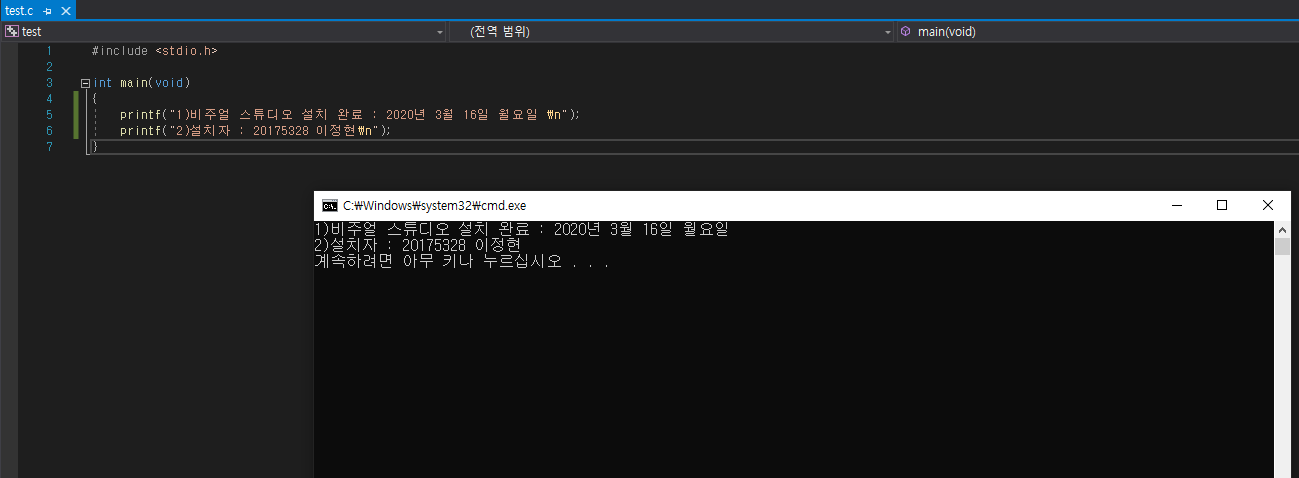 test.c
test (전역 범위) main(void)
1 #include <stdio.h>
2
3 int main(void)
4 {
5 printf("1)비주얼 스튜디오 설치 완료 : 2020년 3월 16일 월요일 ₩n");
6 printf("2)설치자 : 20175328 이정현₩n");
7 }
C:₩Windows₩system32₩cmd.exe
1)비주얼 스튜디오 설치 완료 : 2020년 3월 16일 월요일
2)설치자 : 20175328 이정현
계속하려면 아무 키나 누르십시오 . . .